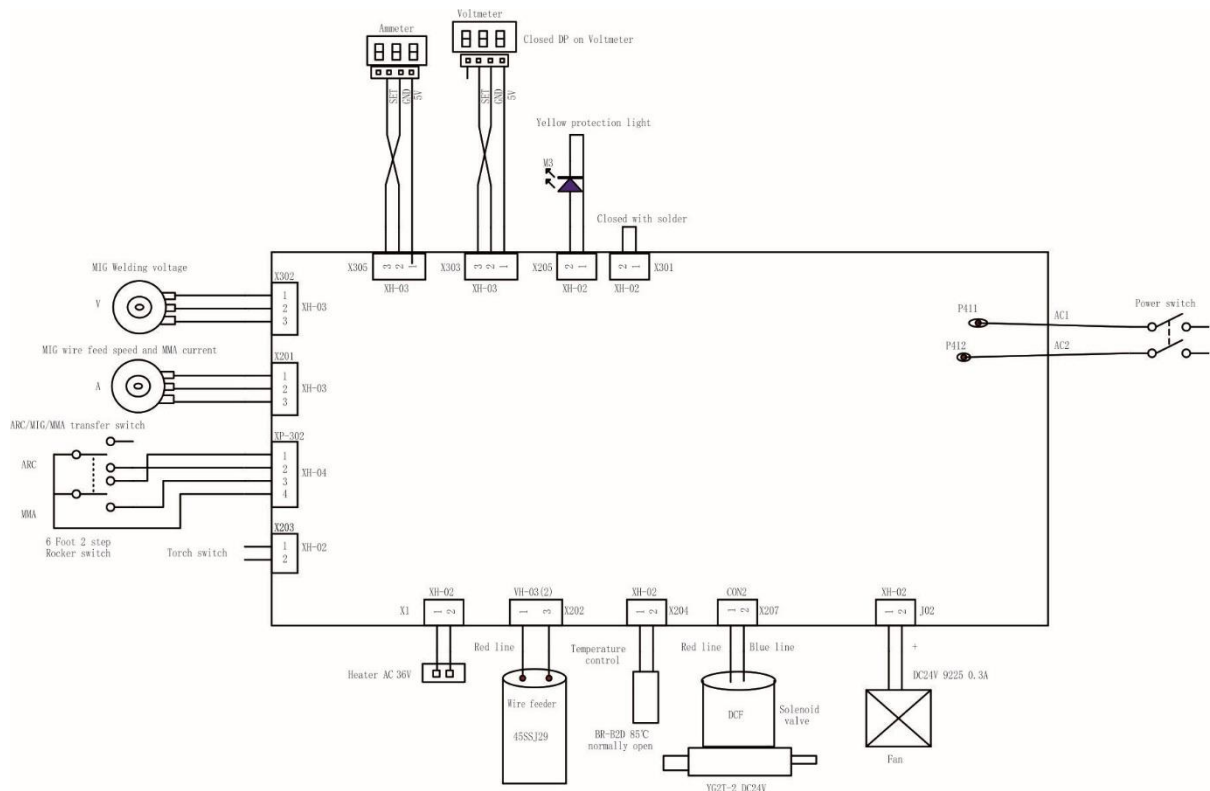 Voltmeter
Ammeter
Closed DP on Voltmeter
SET
GND
5V
SET
GND
5V
Yellow protection light
M3
Closed with solder
MIG Welding voltage
V
X302
1
2
3
XH-03
X305
3
2
1
XH-03
X303
3
2
1
XH-03
X205
2
1
XH-02
2
1
X301
XH-02
P411
AC1
Power switch
P412
AC2
MIG wire feed speed and MMA current
A
X201
1
2
3
XH-03
ARC/MIG/MMA transfer switch
ARC
MMA
XP-302
1
2
3
4
XH-04
6 Foot 2 step
Rocker switch
Torch switch
X203
1
2
XH-02
XH-02
X1
1
2
Heater AC 36V
VH-03(2)
1
3
X202
Red line
Wire feeder
45SSJ29
XH-02
1
2
X204
Temperature
control
BR-B2D 85℃
normally open
CON2
1
2
X207
Red line
Blue line
DCF
Solenoid
valve
YG2T-2 DC24V
XH-02
1
2
J02
+
DC24V 9225 0.3A
Fan